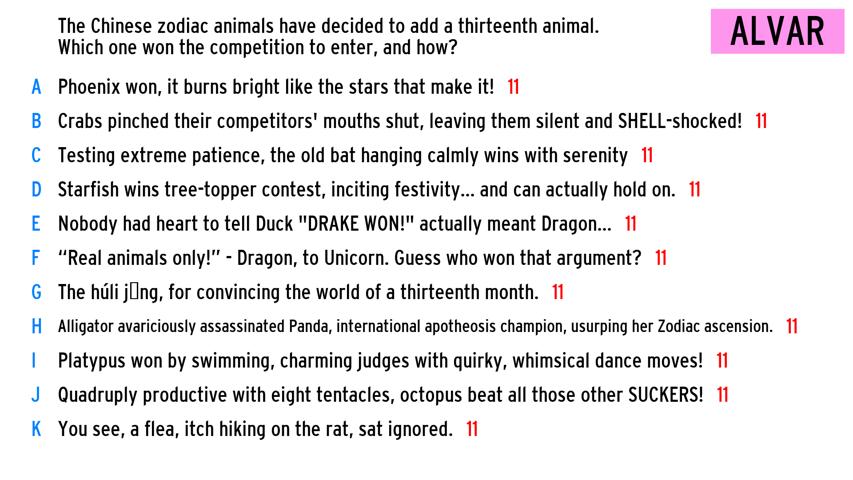 The Chinese zodiac animals have decided to add a thirteenth animal.
Which one won the competition to enter, and how?
ALVAR
A Phoenix won, it burns bright like the stars that make it! 11
B Crabs pinched their competitors' mouths shut, leaving them silent and SHELL-shocked! 11
C Testing extreme patience, the old bat hanging calmly wins with serenity 11
D Starfish wins tree-topper contest, inciting festivity... and can actually hold on. 11
E Nobody had heart to tell Duck "DRAKE WON!" actually meant Dragon... 11
F “Real animals only!” - Dragon, to Unicorn. Guess who won that argument? 11
G The húli j▯ng, for convincing the world of a thirteenth month. 11
H Alligator avariciously assassinated Panda, international apotheosis champion, usurping her Zodiac ascension. 11
I Platypus won by swimming, charming judges with quirky, whimsical dance moves! 11
J Quadruply productive with eight tentacles, octopus beat all those other SUCKERS! 11
K You see, a flea, itch hiking on the rat, sat ignored. 11